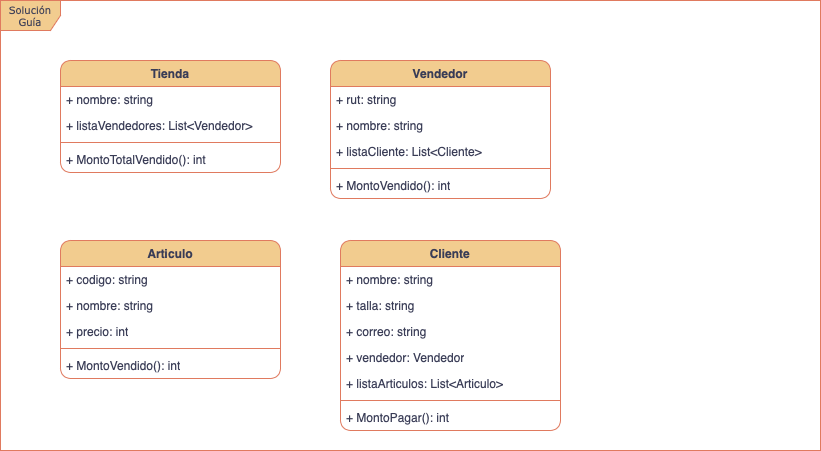 Solución
Guía
Tienda
+ nombre: string
+ listaVendedores: List<Vendedor>
+ MontoTotalVendido(): int
Vendedor
+ rut: string
+ nombre: string
+ listaCliente: List<Cliente>
+ MontoVendido(): int
Articulo
+ codigo: string
+ nombre: string
+ precio: int
+ MontoVendido(): int
Cliente
+ nombre: string
+ talla: string
+ correo: string
+ vendedor: Vendedor
+ listaArticulos: List<Articulo>
+ MontoPagar(): int